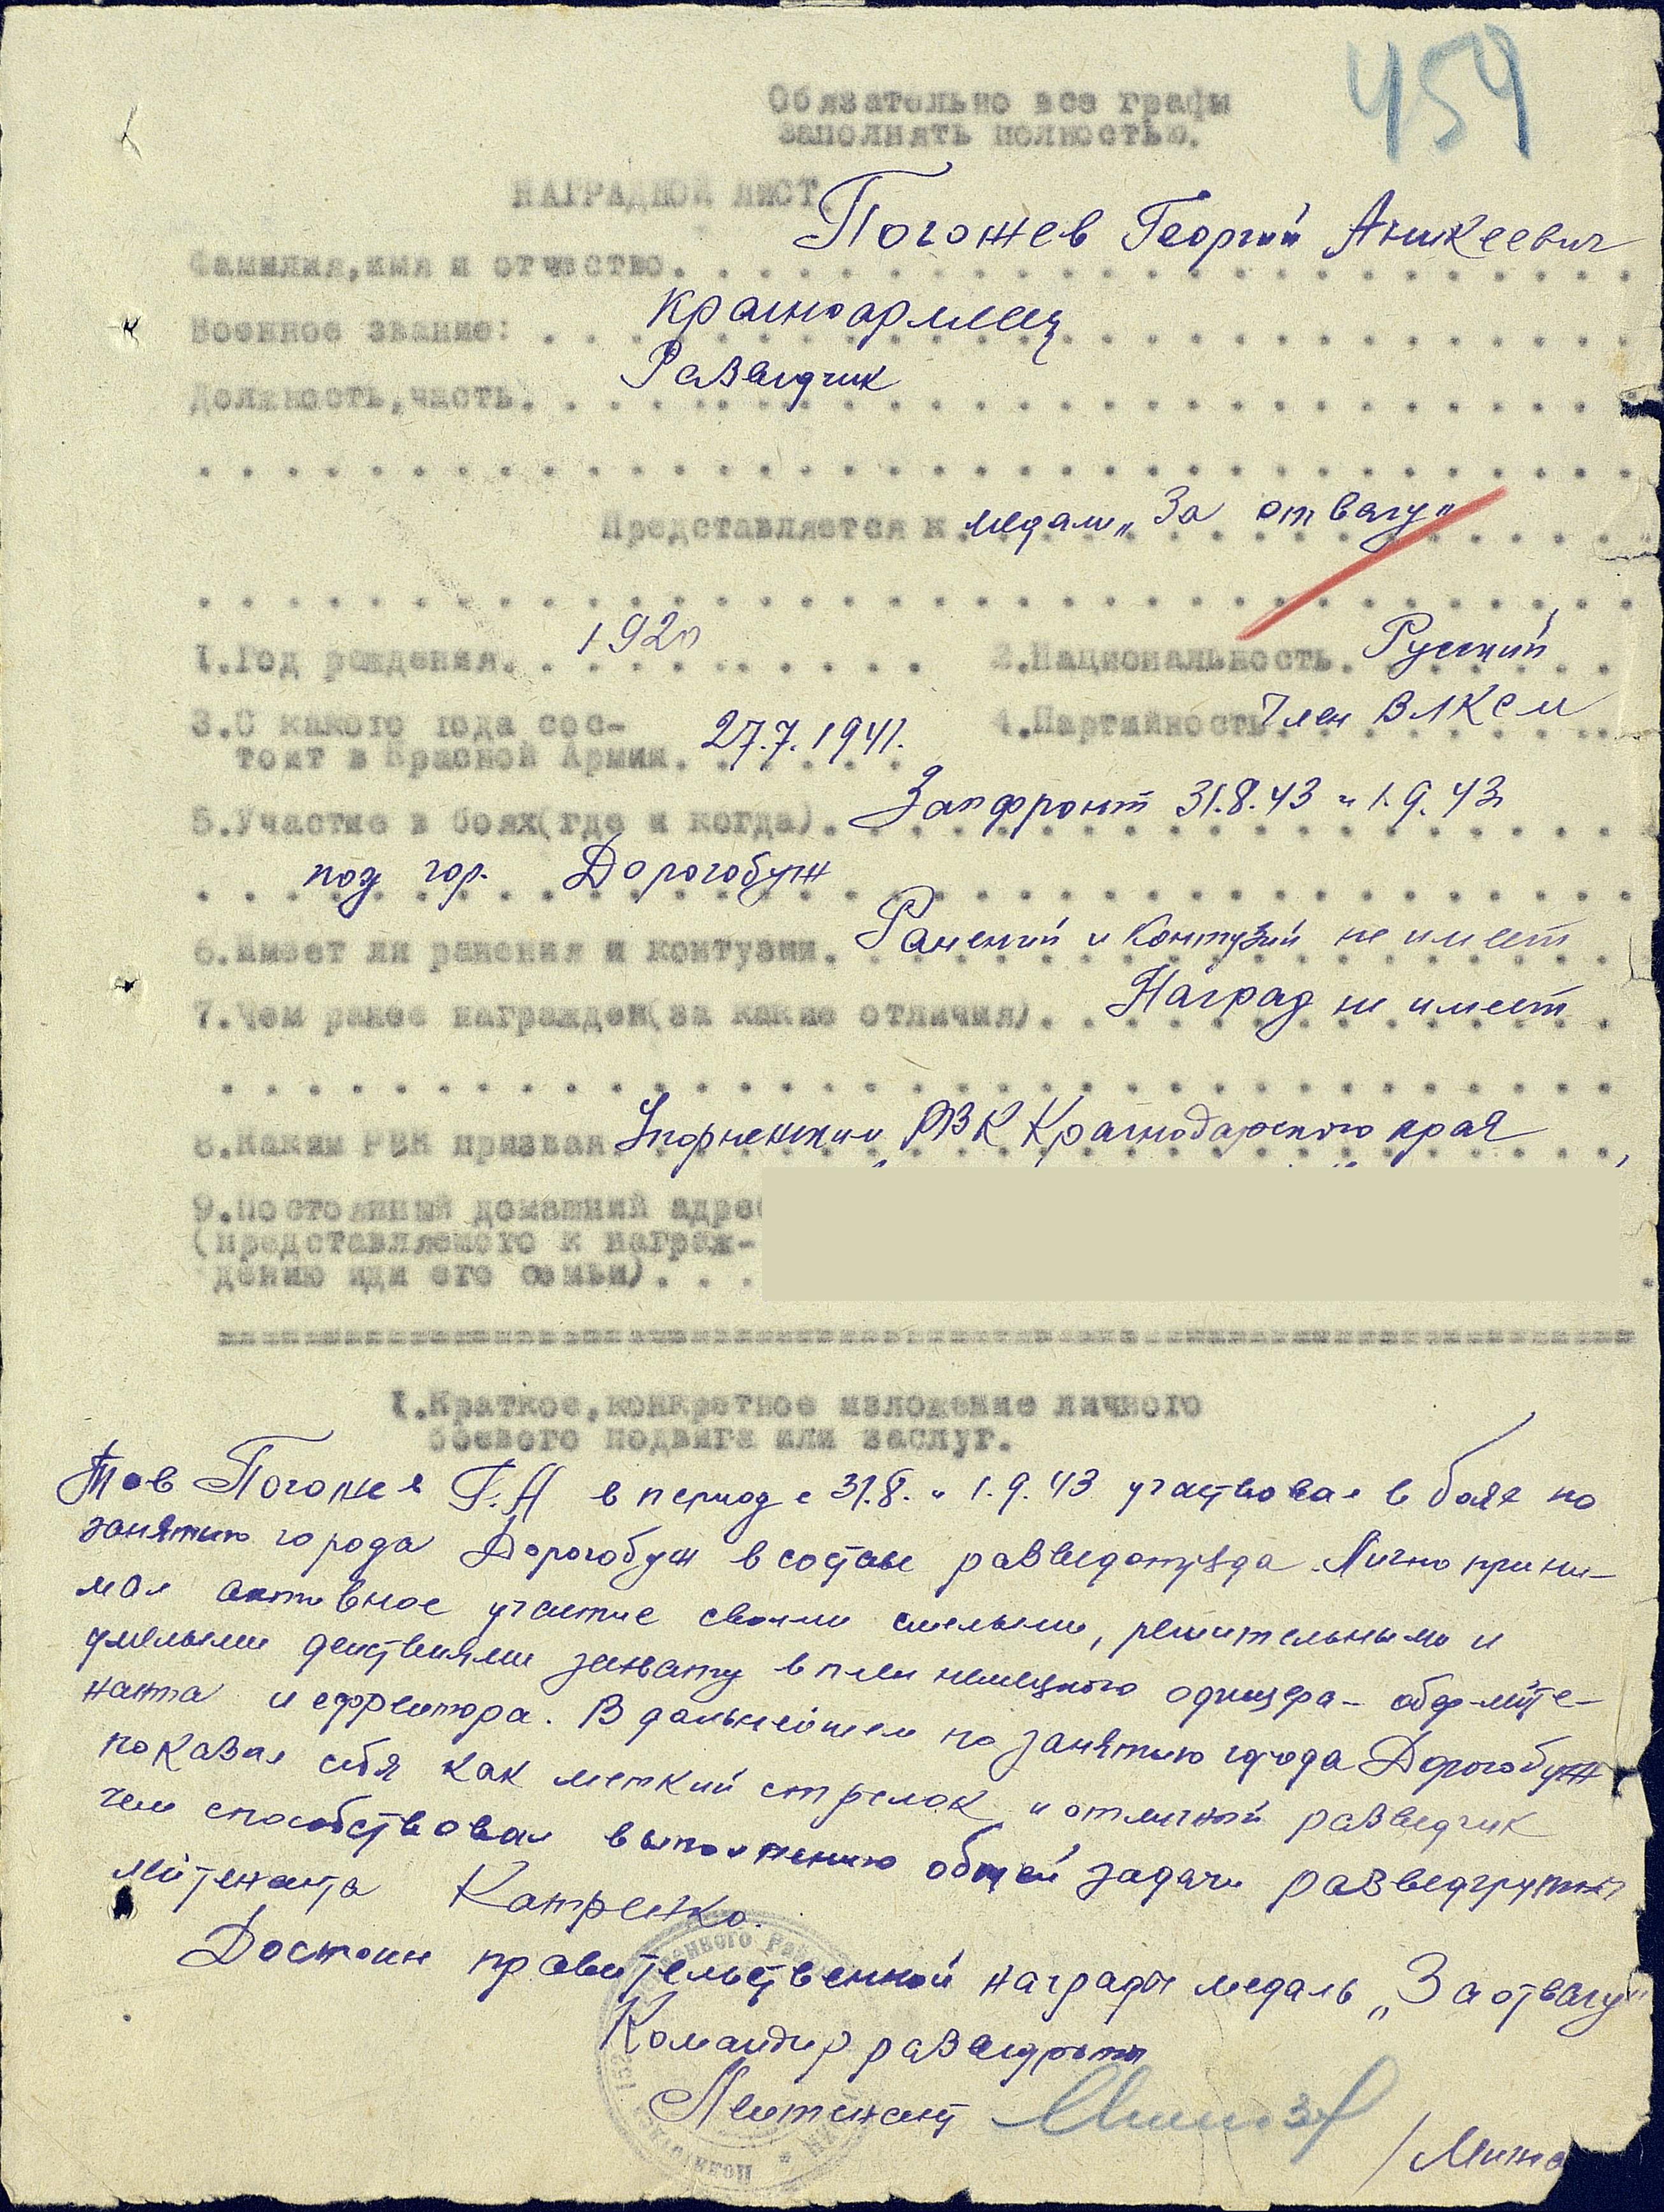 459
Обязательно все графы
заполнять полностью.
НАГРАДНОЙ ЛИСТ.
Погожев Георгий Аникеевич
Фамилия,имя и отчество.
Военное звание: красноармеец
Должность,часть. Разведчик
Представляется к медали „За отвагу"
1.Год рождения. 1920 2.Национальность. Русский
3.С какого года сос- 4.Партийность Член ВЛКСМ
тоит в Красной Армии. 27.7.1941.
5.Участие в боях(где и когда). Запфронт 31.8.43 и 1.9.43
под гор. Дорогобуж
6.Имеет ли ранения и контузии. Ранений и контузий не имеет
7.Чем ранее награжден(за какие отличия). Наград не имеет
8.Каким РВК призван. РВК Краснодарского края
9.Постоянный домашний адрес
(представляемого к награж-
дению или его семьи).
1.Краткое,конкретное изложение личного
боевого подвига или заслуг.
Тов Погожев Г.А в период с 31.8. и 1.9.43 участвовал в боях по
занятию города Дорогобуж в составе разведотряда. Лично прини-
мал активное участие своими смелыми, решительными и
умелыми действиями захвату в плен немецкого офицера- обер-лейте-
нанта и ефрейтора. В дальнейшем по занятию города Дорогобуж
показал себя как меткий стрелок и отличный разведчик
чем способствовал выполнению общей задачи разведгруппы
лейтенанта Катренко.
Достоин правительственной награды медаль „За отвагу"
Командир разведроты
Лейтенант